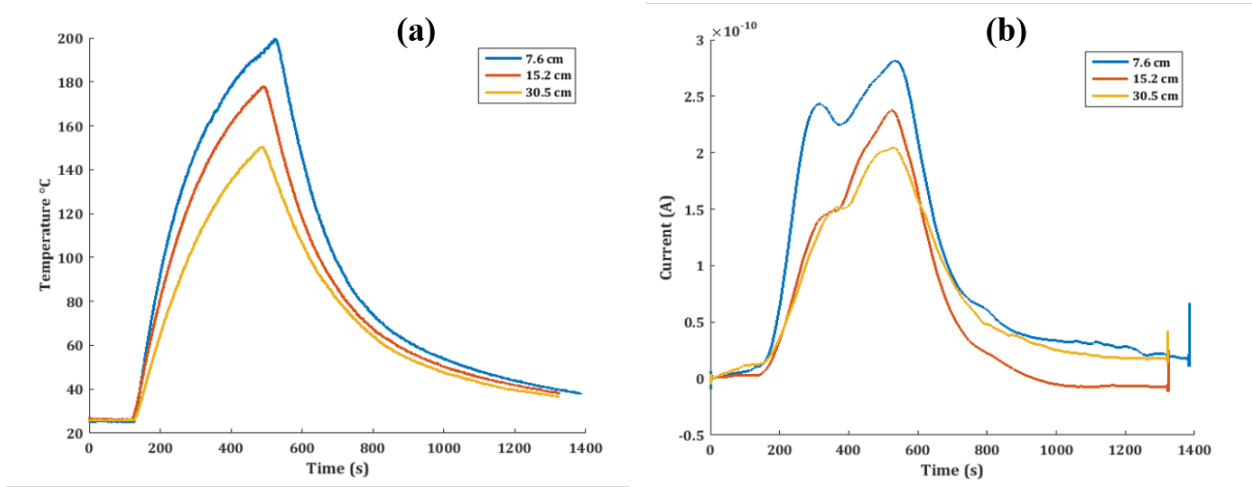 (a)
200
180
160
140
120
100
80
60
40
20
0
200
400
600
800
1000
1200
1400
Temperature °C
Time (s)
7.6 cm
15.2 cm
30.5 cm
(b)
×10⁻¹⁰
3
2.5
2
1.5
1
0.5
0
-0.5
0
200
400
600
800
1000
1200
1400
Current (A)
Time (s)
7.6 cm
15.2 cm
30.5 cm